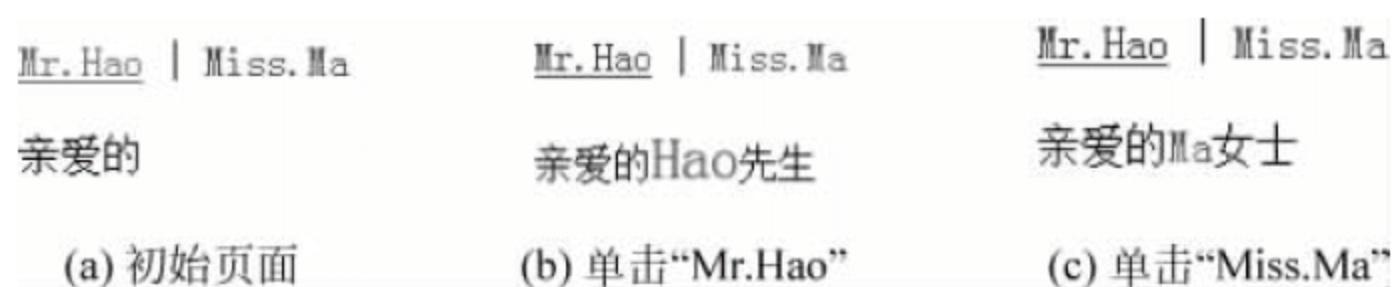 Mr.Hao | Miss.Ma
亲爱的
(a) 初始页面
Mr.Hao | Miss.Ma
亲爱的Hao先生
(b) 单击“Mr.Hao”
Mr.Hao | Miss.Ma
亲爱的Ma女士
(c) 单击“Miss.Ma”